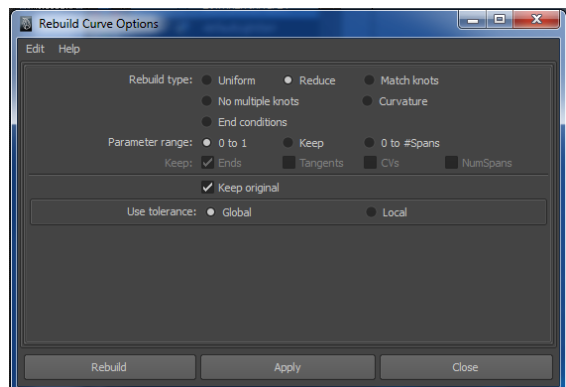 Rebuild Curve Options
Edit Help
Rebuild type: Uniform Reduce Match knots
No multiple knots Curvature
End conditions
Parameter range: 0 to 1 Keep 0 to #Spans
Keep: Ends Tangents CVs NumSpans
Keep original
Use tolerance: Global Local
Rebuild Apply Close